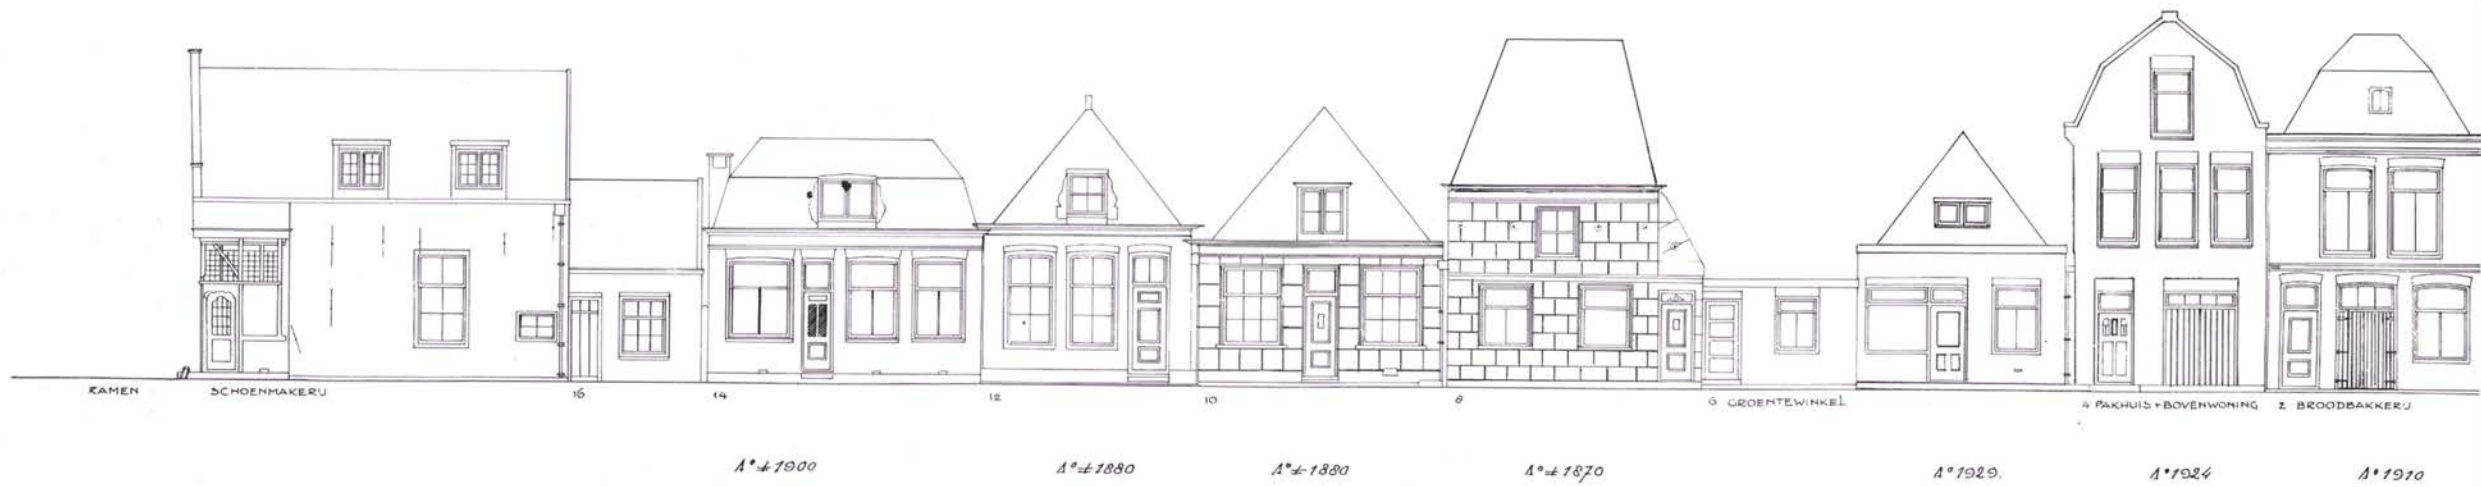 RAMEN SCHOENMAKERIJ 16 14 12 10 8 6 GROENTEWINKEL 4 PAKHUIS + BOVENWONING 2 BROODBAKKERIJ
A° ± 1900 A° ± 1880 A° ± 1880 A° ± 1870 A° 1929. A° 1924 A° 1910